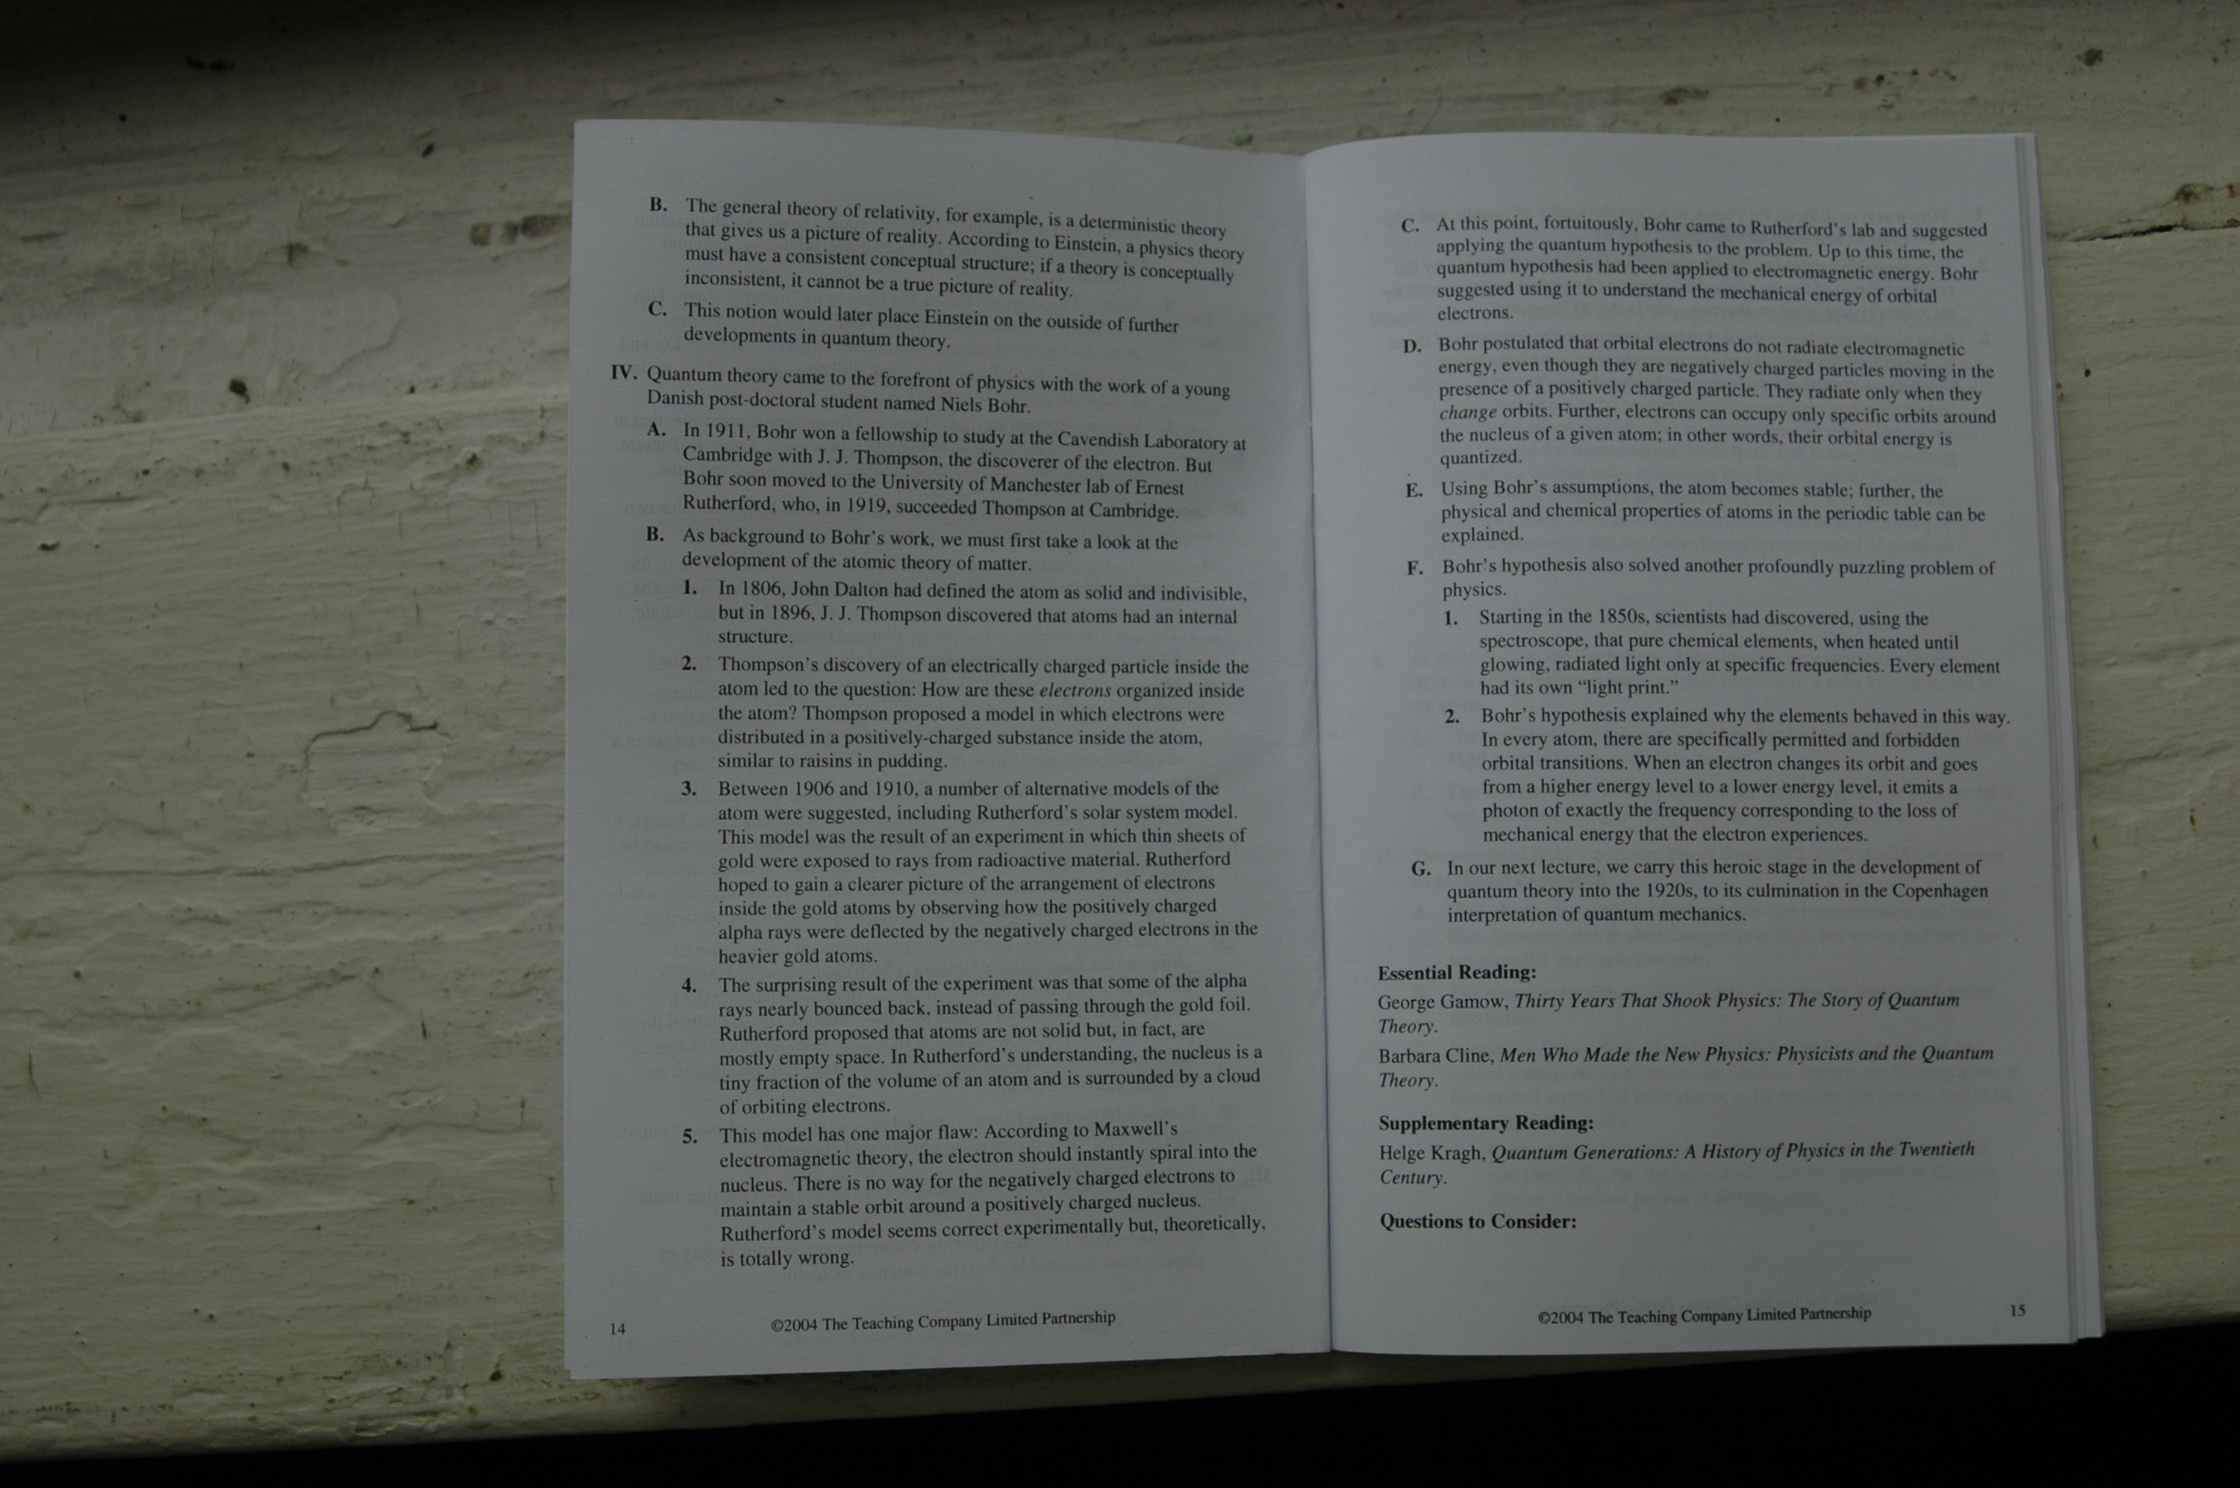 B. The general theory of relativity, for example, is a deterministic theory
that gives us a picture of reality. According to Einstein, a physics theory
must have a consistent conceptual structure; if a theory is conceptually
inconsistent, it cannot be a true picture of reality.
C. This notion would later place Einstein on the outside of further
developments in quantum theory.
IV. Quantum theory came to the forefront of physics with the work of a young
Danish post-doctoral student named Niels Bohr.
A. In 1911, Bohr won a fellowship to study at the Cavendish Laboratory at
Cambridge with J. J. Thompson, the discoverer of the electron. But
Bohr soon moved to the University of Manchester lab of Ernest
Rutherford, who, in 1919, succeeded Thompson at Cambridge.
B. As background to Bohr's work, we must first take a look at the
development of the atomic theory of matter.
1. In 1806, John Dalton had defined the atom as solid and indivisible,
but in 1896, J. J. Thompson discovered that atoms had an internal
structure.
2. Thompson's discovery of an electrically charged particle inside the
atom led to the question: How are these electrons organized inside
the atom? Thompson proposed a model in which electrons were
distributed in a positively-charged substance inside the atom,
similar to raisins in pudding.
3. Between 1906 and 1910, a number of alternative models of the
atom were suggested, including Rutherford's solar system model.
This model was the result of an experiment in which thin sheets of
gold were exposed to rays from radioactive material. Rutherford
hoped to gain a clearer picture of the arrangement of electrons
inside the gold atoms by observing how the positively charged
alpha rays were deflected by the negatively charged electrons in the
heavier gold atoms.
4. The surprising result of the experiment was that some of the alpha
rays nearly bounced back, instead of passing through the gold foil.
Rutherford proposed that atoms are not solid but, in fact, are
mostly empty space. In Rutherford's understanding, the nucleus is a
tiny fraction of the volume of an atom and is surrounded by a cloud
of orbiting electrons.
5. This model has one major flaw: According to Maxwell's
electromagnetic theory, the electron should instantly spiral into the
nucleus. There is no way for the negatively charged electrons to
maintain a stable orbit around a positively charged nucleus.
Rutherford's model seems correct experimentally but, theoretically,
is totally wrong.
14 ©2004 The Teaching Company Limited Partnership
C. At this point, fortuitously, Bohr came to Rutherford's lab and suggested
applying the quantum hypothesis to the problem. Up to this time, the
quantum hypothesis had been applied to electromagnetic energy. Bohr
suggested using it to understand the mechanical energy of orbital
electrons.
D. Bohr postulated that orbital electrons do not radiate electromagnetic
energy, even though they are negatively charged particles moving in the
presence of a positively charged particle. They radiate only when they
change orbits. Further, electrons can occupy only specific orbits around
the nucleus of a given atom; in other words, their orbital energy is
quantized.
E. Using Bohr's assumptions, the atom becomes stable; further, the
physical and chemical properties of atoms in the periodic table can be
explained.
F. Bohr's hypothesis also solved another profoundly puzzling problem of
physics.
1. Starting in the 1850s, scientists had discovered, using the
spectroscope, that pure chemical elements, when heated until
glowing, radiated light only at specific frequencies. Every element
had its own “light print.”
2. Bohr's hypothesis explained why the elements behaved in this way.
In every atom, there are specifically permitted and forbidden
orbital transitions. When an electron changes its orbit and goes
from a higher energy level to a lower energy level, it emits a
photon of exactly the frequency corresponding to the loss of
mechanical energy that the electron experiences.
G. In our next lecture, we carry this heroic stage in the development of
quantum theory into the 1920s, to its culmination in the Copenhagen
interpretation of quantum mechanics.
Essential Reading:
George Gamow, Thirty Years That Shook Physics: The Story of Quantum
Theory.
Barbara Cline, Men Who Made the New Physics: Physicists and the Quantum
Theory.
Supplementary Reading:
Helge Kragh, Quantum Generations: A History of Physics in the Twentieth
Century.
Questions to Consider:
©2004 The Teaching Company Limited Partnership 15